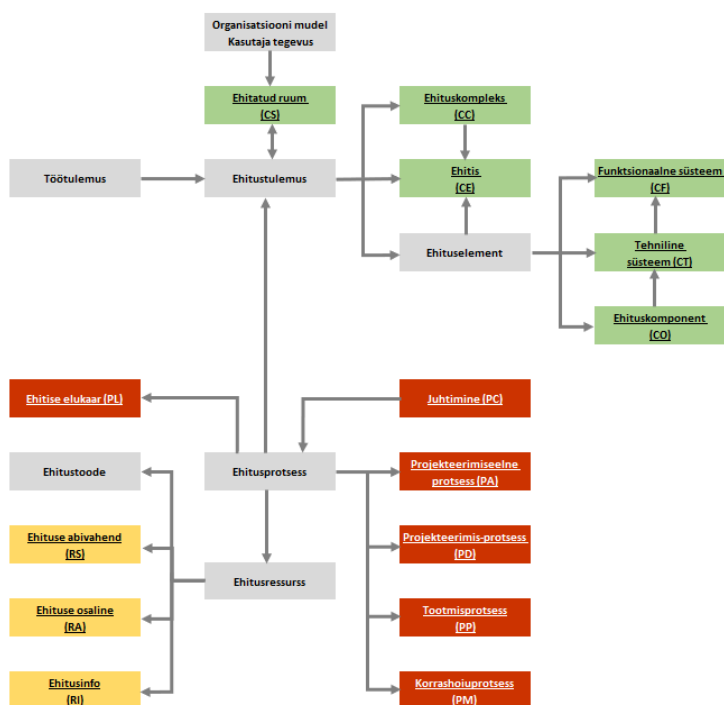 Organisatsiooni mudel
Kasutaja tegevus
Ehitatud ruum
(CS)
Ehituskompleks
(CC)
Töötulemus
Ehitustulemus
Ehitis
(CE)
Funktsionaalne süsteem
(CF)
Ehituselement
Tehniline
süsteem (CT)
Ehituskomponent
(CO)
Ehitise elukaar (PL)
Juhtimine (PC)
Ehitustoode
Ehitusprotsess
Projekteerimiseelne
protsess (PA)
Ehituse abivahend
(RS)
Projekteerimis-protsess
(PD)
Ehitusressurss
Ehituse osaline
(RA)
Tootmisprotsess
(PP)
Ehitusinfo
(RI)
Korrashoiuprotsess
(PM)